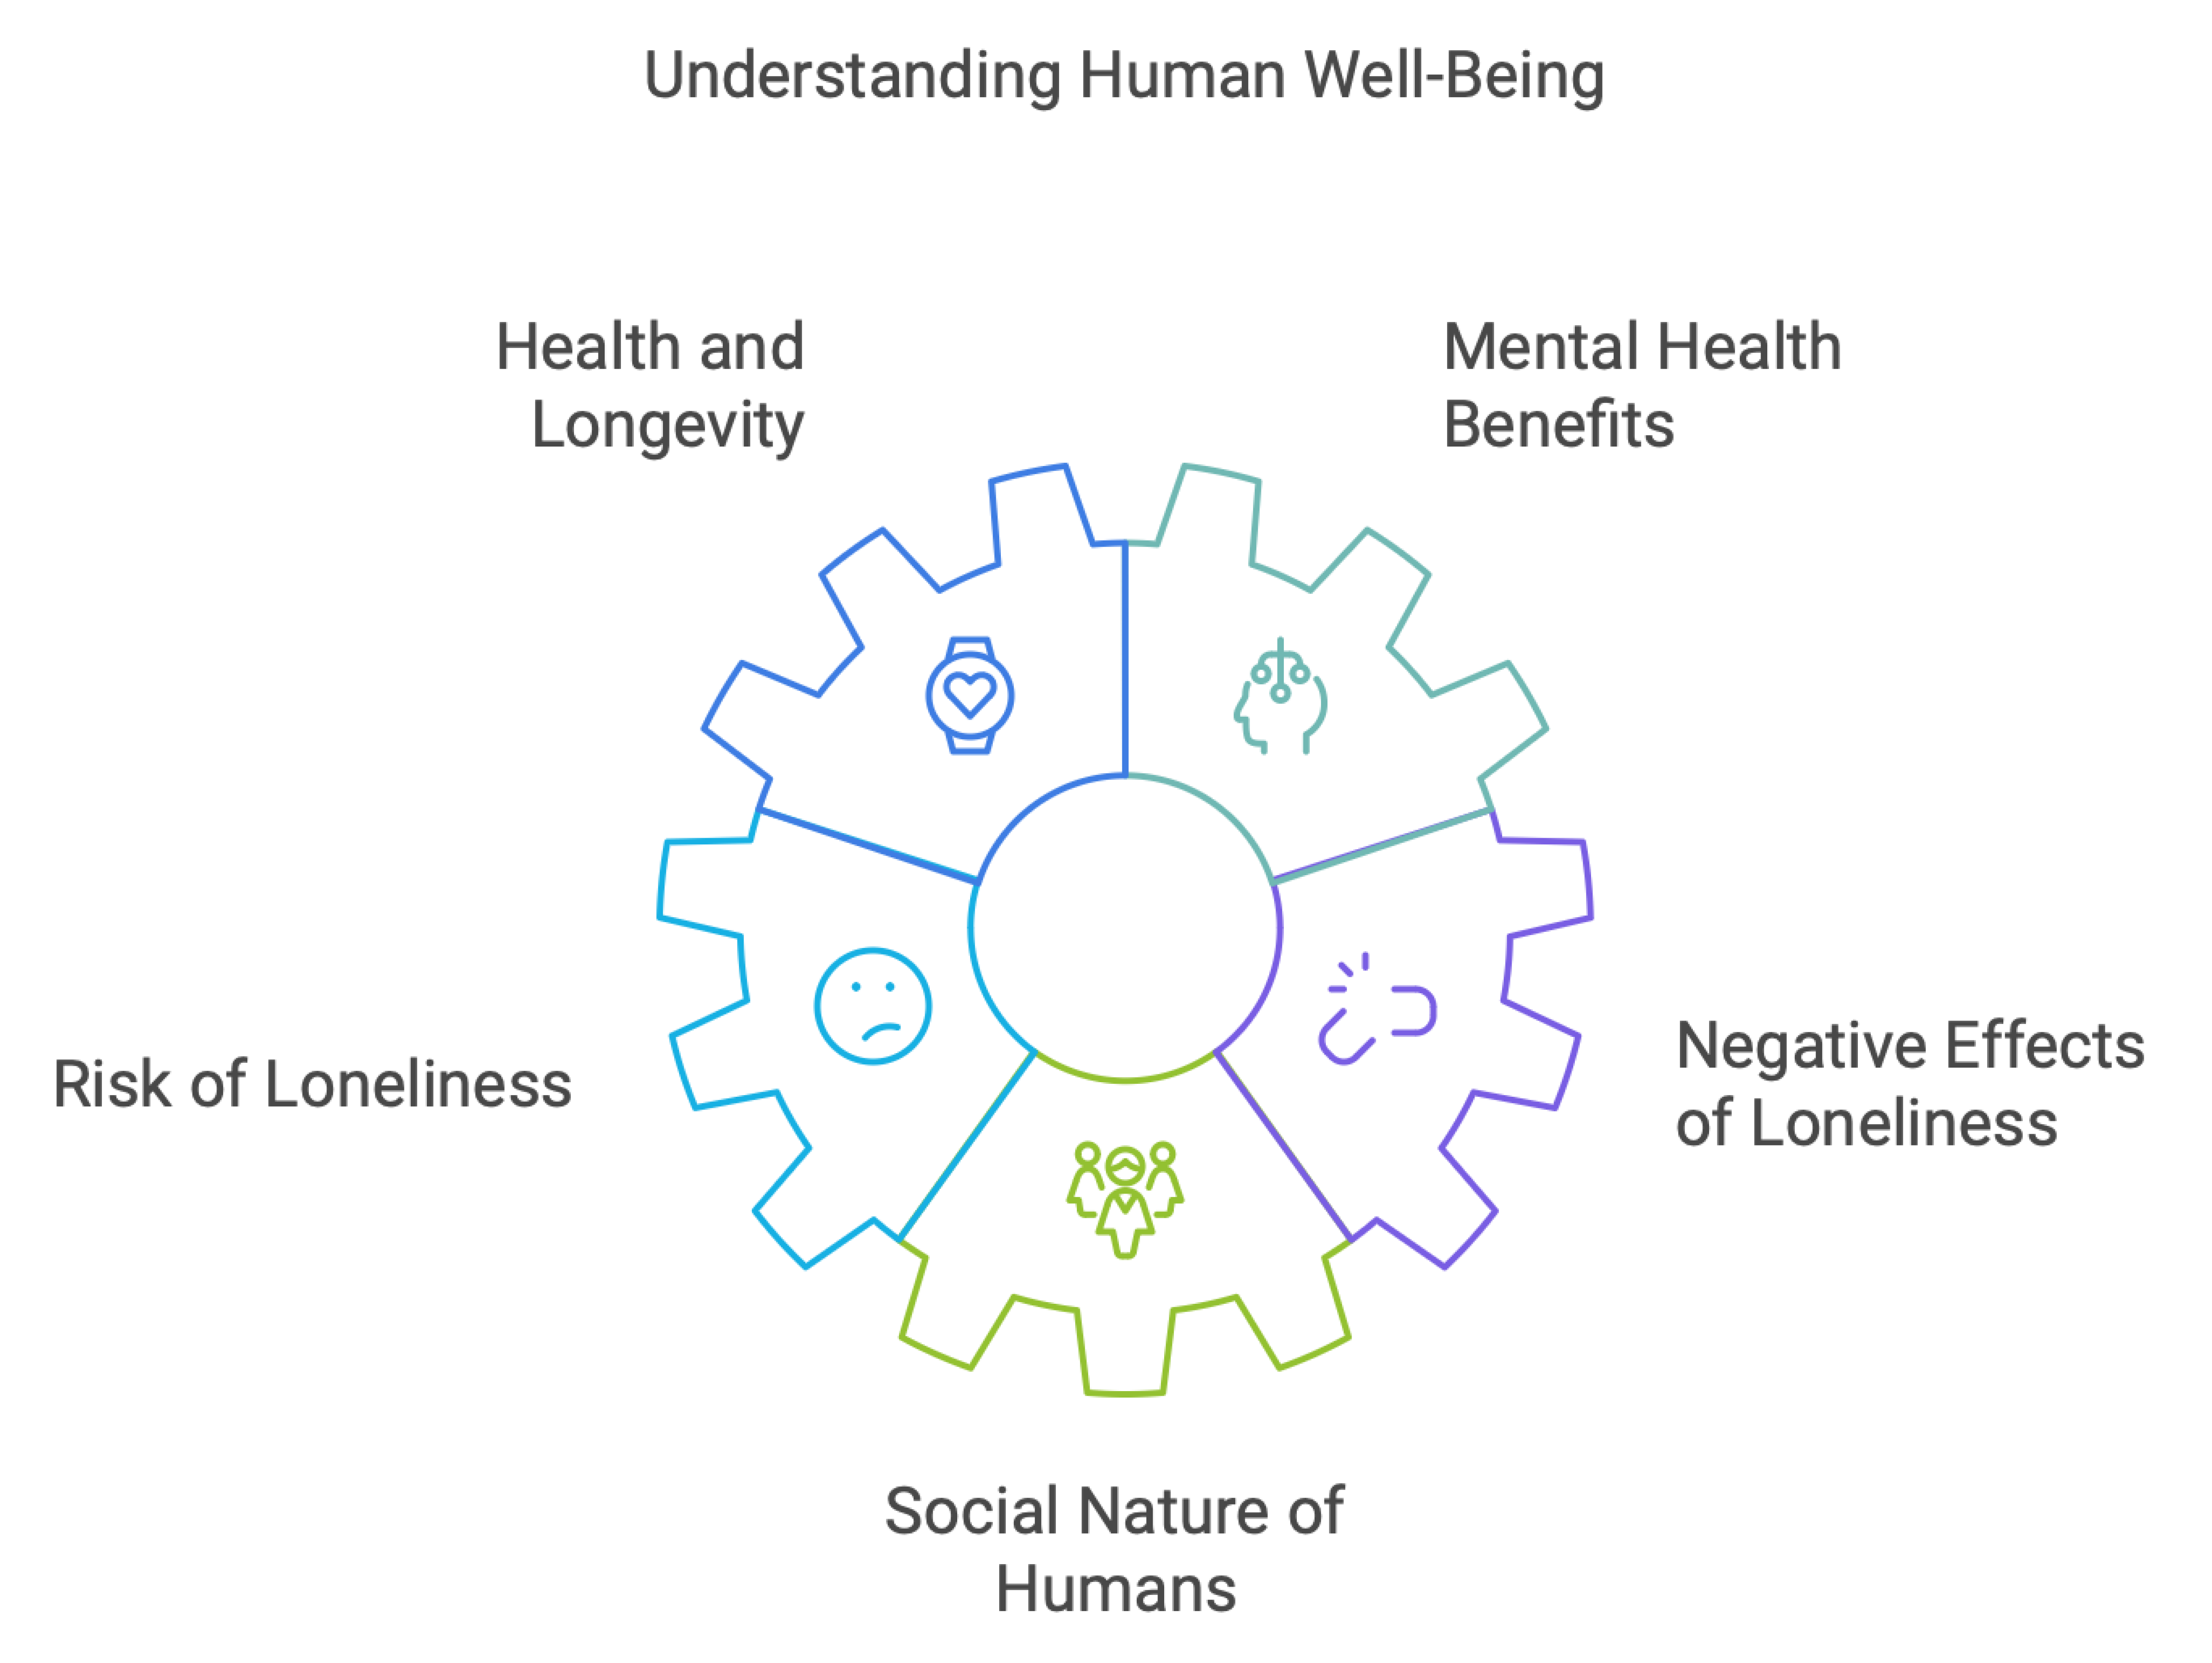 Understanding Human Well-Being
Health and
Longevity
Mental Health
Benefits
Risk of Loneliness
Negative Effects
of Loneliness
Social Nature of
Humans